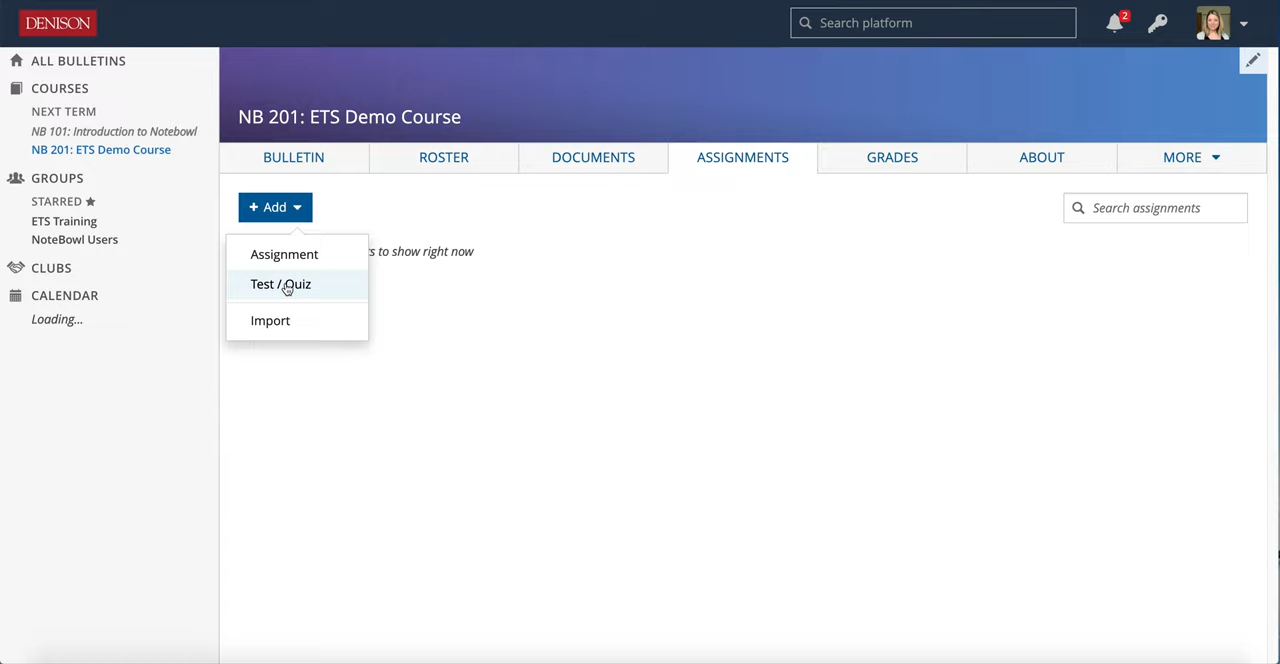 DENISON
Search platform
2
ALL BULLETINS
COURSES
NEXT TERM
NB 101: Introduction to Notebowl
NB 201: ETS Demo Course
GROUPS
STARRED
ETS Training
NoteBowl Users
CLUBS
CALENDAR
Loading...
NB 201: ETS Demo Course
BULLETIN
ROSTER
DOCUMENTS
ASSIGNMENTS
GRADES
ABOUT
MORE
+ Add
Search assignments
to show right now
Assignment
Test / Quiz
Import